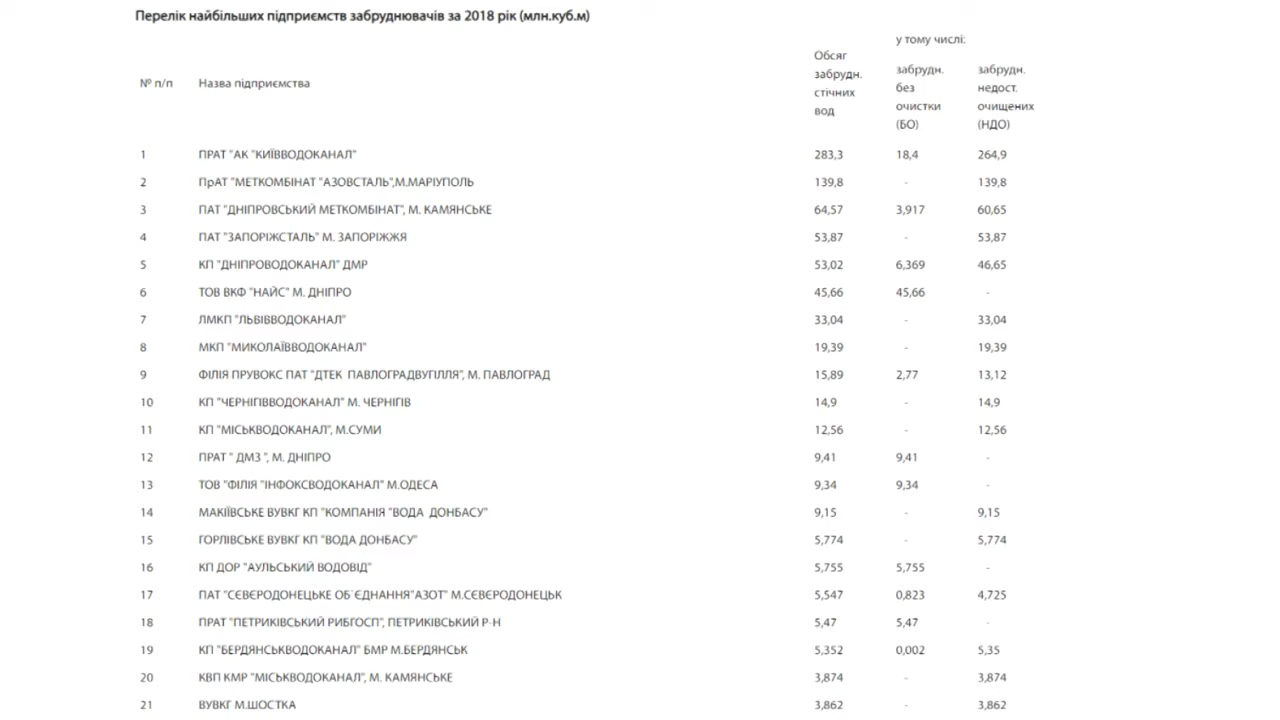 Перелік найбільших підприємств забруднювачів за 2018 рік (млн.куб.м)
№ п/п Назва підприємства Обсяг забрудн. стічних вод у тому числі: забрудн. без очистки (БО) забрудн. недост. очищених (НДО)
1 ПРАТ "АК "КИЇВВОДОКАНАЛ" 283,3 18,4 264,9
2 ПрАТ "МЕТКОМБІНАТ "АЗОВСТАЛЬ",М.МАРІУПОЛЬ 139,8 - 139,8
3 ПАТ "ДНІПРОВСЬКИЙ МЕТКОМБІНАТ", М. КАМЯНСЬКЕ 64,57 3,917 60,65
4 ПАТ "ЗАПОРІЖСТАЛЬ" М. ЗАПОРІЖЖЯ 53,87 - 53,87
5 КП "ДНІПРОВОДОКАНАЛ" ДМР 53,02 6,369 46,65
6 ТОВ ВКФ "НАЙС" М. ДНІПРО 45,66 45,66 -
7 ЛМКП "ЛЬВІВВОДОКАНАЛ" 33,04 - 33,04
8 МКП "МИКОЛАЇВВОДОКАНАЛ" 19,39 - 19,39
9 ФІЛІЯ ПРУВОКС ПАТ "ДТЕК ПАВЛОГРАДВУГІЛЛЯ", М. ПАВЛОГРАД 15,89 2,77 13,12
10 КП "ЧЕРНІГІВВОДОКАНАЛ" М. ЧЕРНІГІВ 14,9 - 14,9
11 КП "МІСЬКВОДОКАНАЛ", М.СУМИ 12,56 - 12,56
12 ПРАТ " ДМЗ ", М. ДНІПРО 9,41 9,41 -
13 ТОВ "ФІЛІЯ "ІНФОКСВОДОКАНАЛ" М.ОДЕСА 9,34 9,34 -
14 МАКІЇВСЬКЕ ВУВКГ КП "КОМПАНІЯ "ВОДА ДОНБАСУ" 9,15 - 9,15
15 ГОРЛІВСЬКЕ ВУВКГ КП "ВОДА ДОНБАСУ" 5,774 - 5,774
16 КП ДОР "АУЛЬСЬКИЙ ВОДОВІД" 5,755 5,755 -
17 ПАТ "СЄВЄРОДОНЕЦЬКЕ ОБ`ЄДНАННЯ"АЗОТ" М.СЄВЄРОДОНЕЦЬК 5,547 0,823 4,725
18 ПРАТ "ПЕТРИКІВСЬКИЙ РИБГОСП", ПЕТРИКІВСЬКИЙ Р-Н 5,47 5,47 -
19 КП "БЕРДЯНСЬКВОДОКАНАЛ" БМР М.БЕРДЯНСЬК 5,352 0,002 5,35
20 КВП КМР "МІСЬКВОДОКАНАЛ", М. КАМЯНСЬКЕ 3,874 - 3,874
21 ВУВКГ М.ШОСТКА 3,862 - 3,862